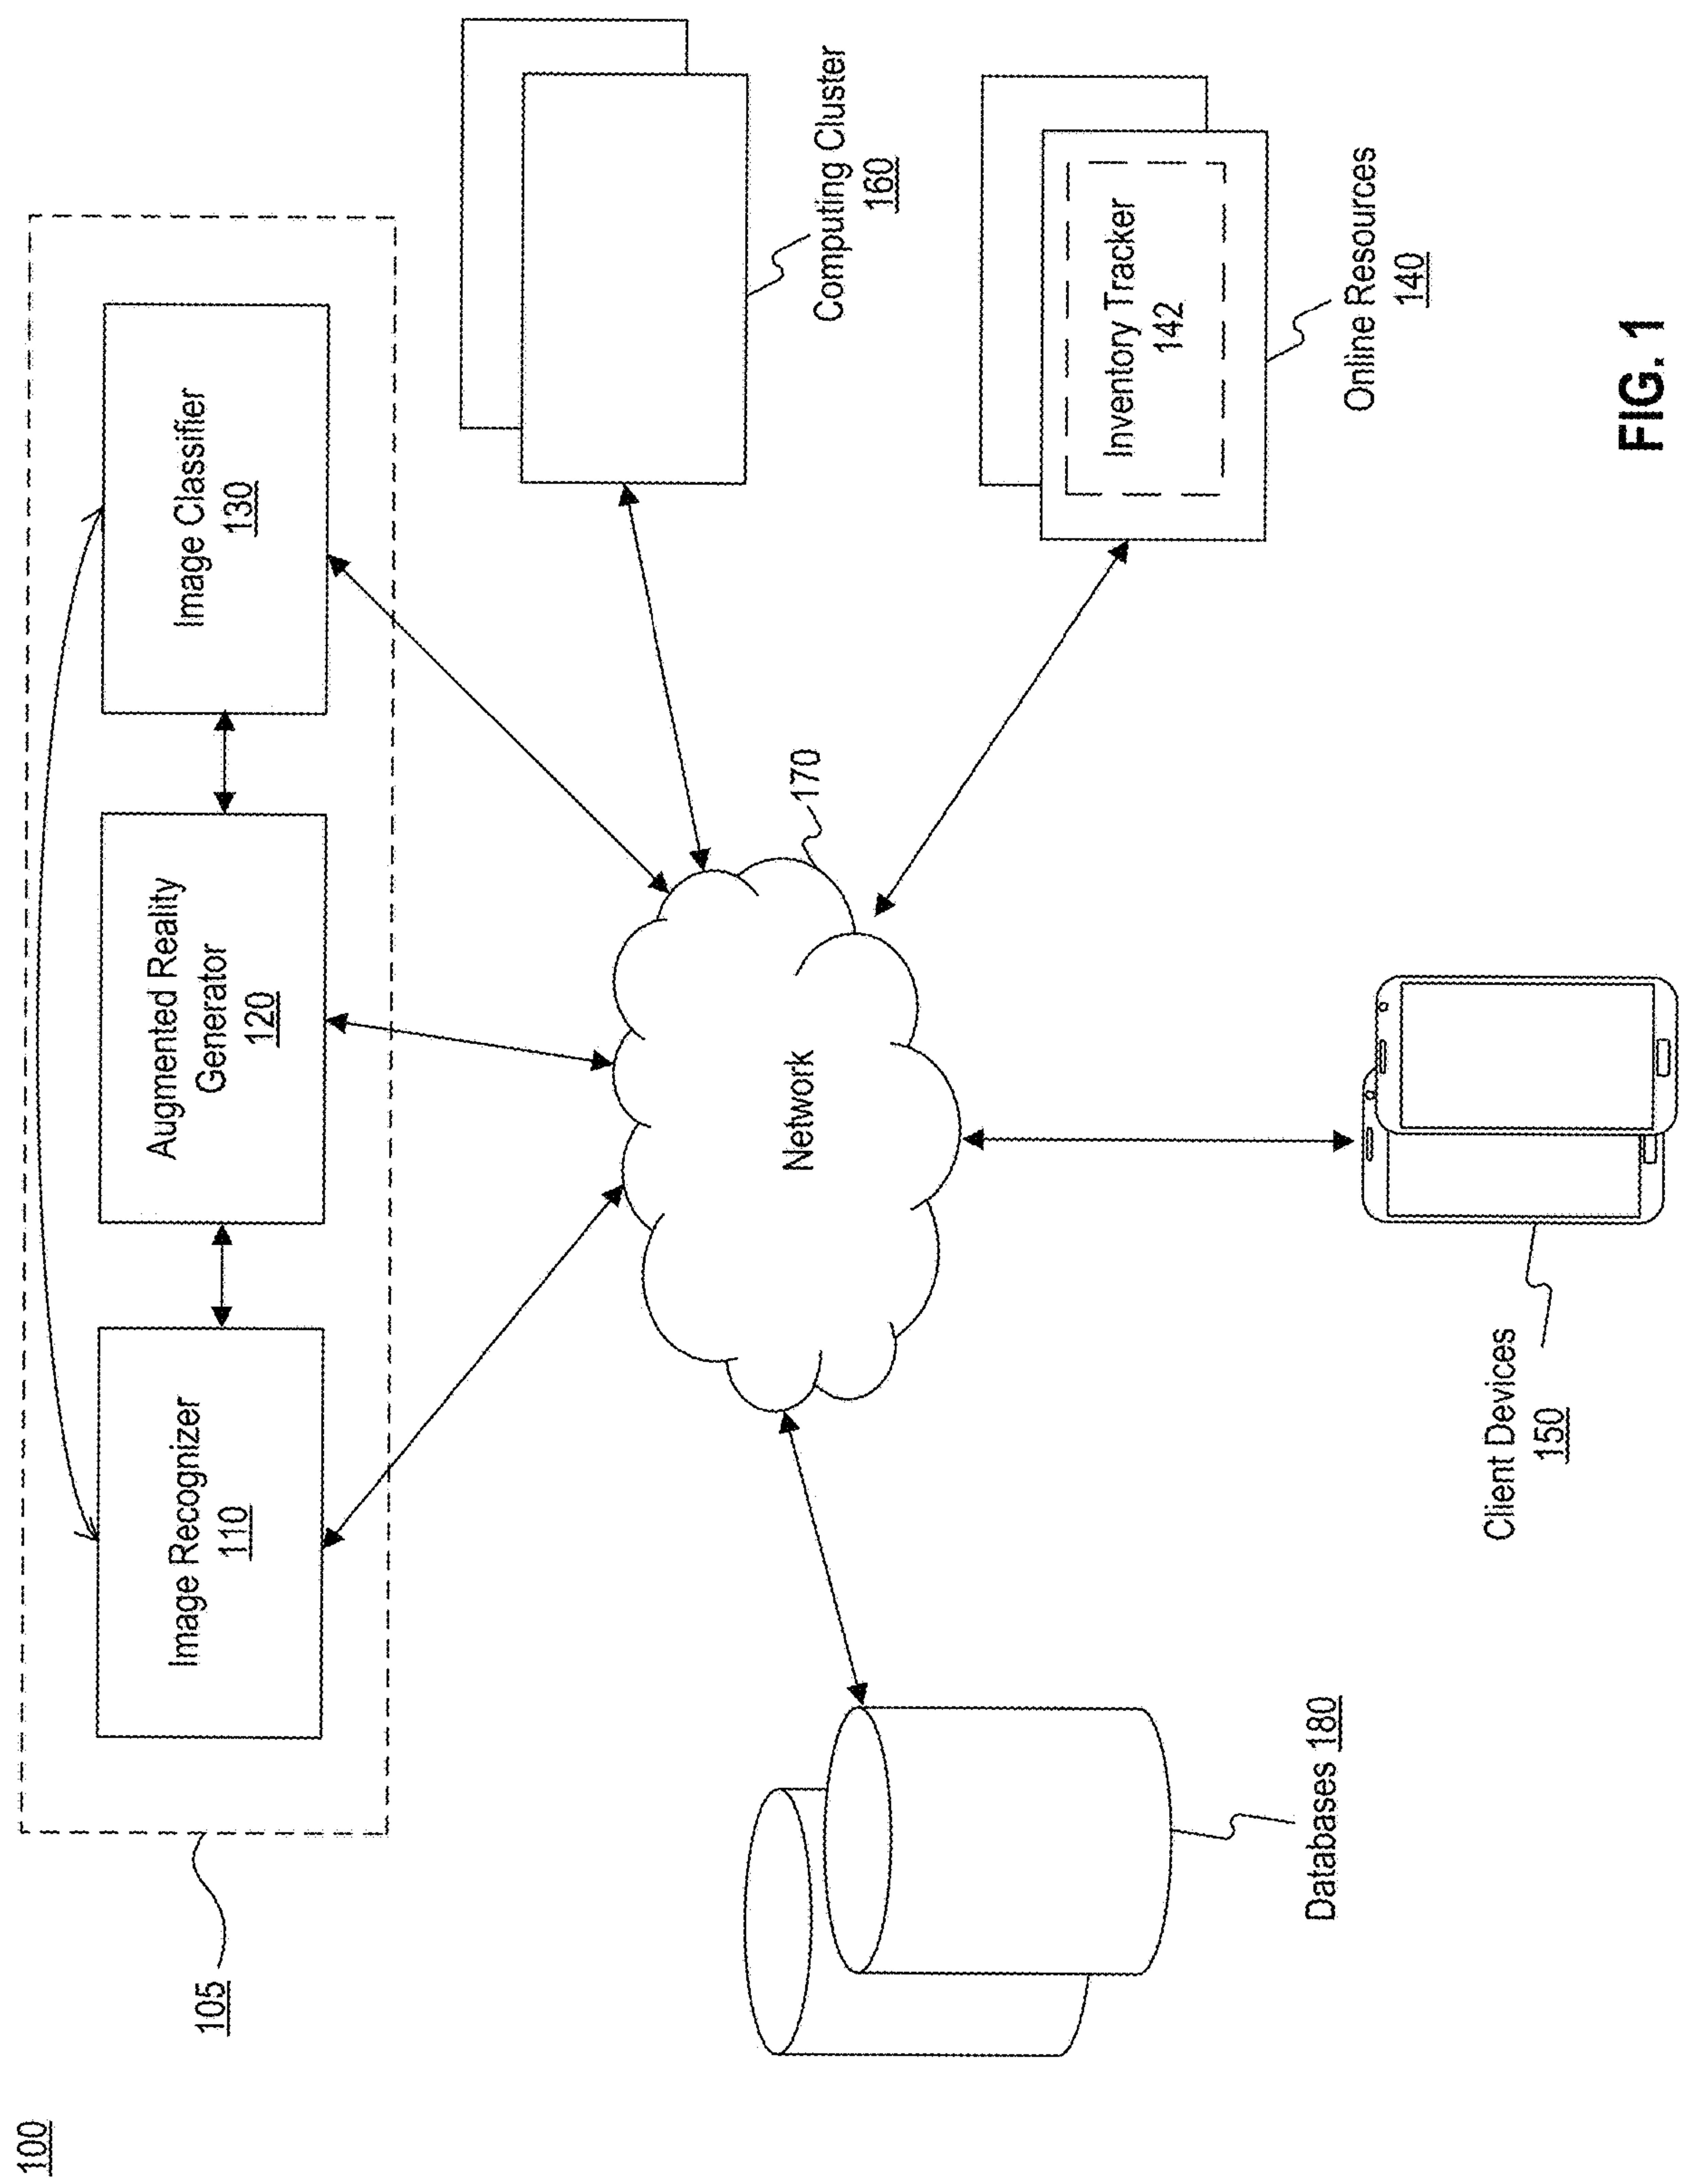 100
105
Image Recognizer
110
Augmented Reality
Generator
120
Image Classifier
130
Computing Cluster
160
Network
170
Inventory Tracker
142
Online Resources
140
Databases 180
Client Devices
150
FIG. 1